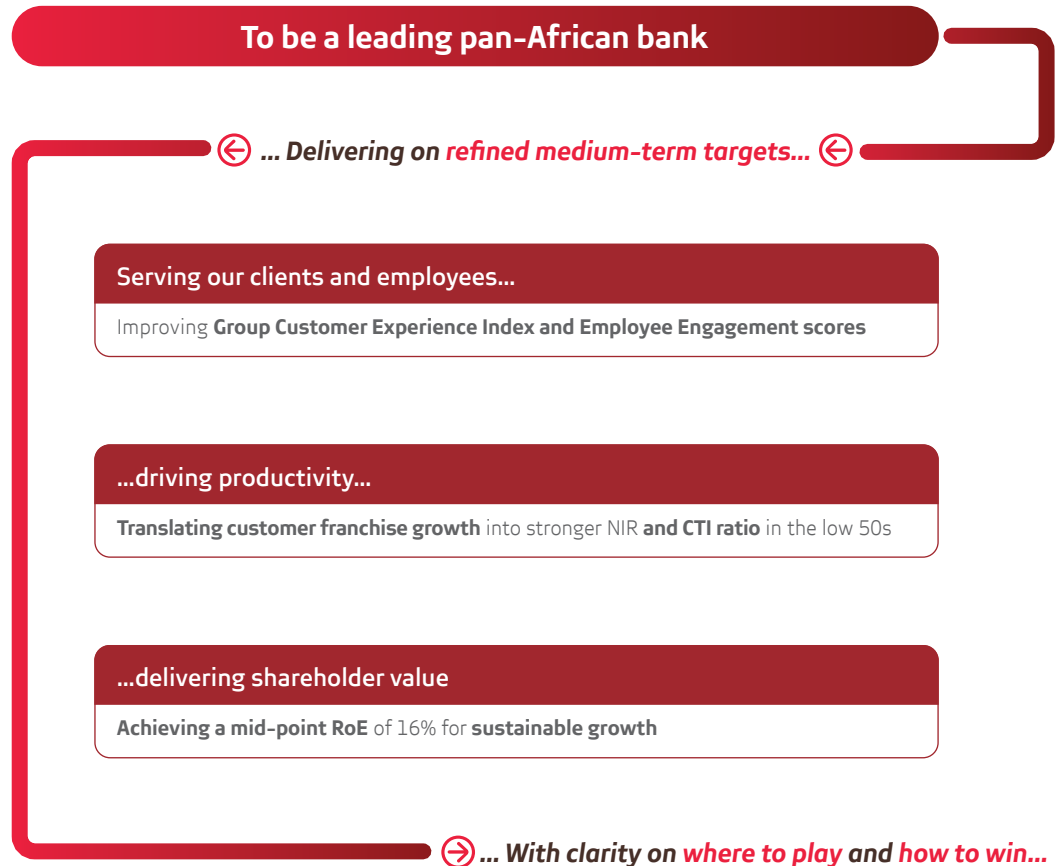 To be a leading pan-African bank
... Delivering on refined medium-term targets...
Serving our clients and employees...
Improving Group Customer Experience Index and Employee Engagement scores
...driving productivity...
Translating customer franchise growth into stronger NIR and CTI ratio in the low 50s
...delivering shareholder value
Achieving a mid-point RoE of 16% for sustainable growth
... With clarity on where to play and how to win...